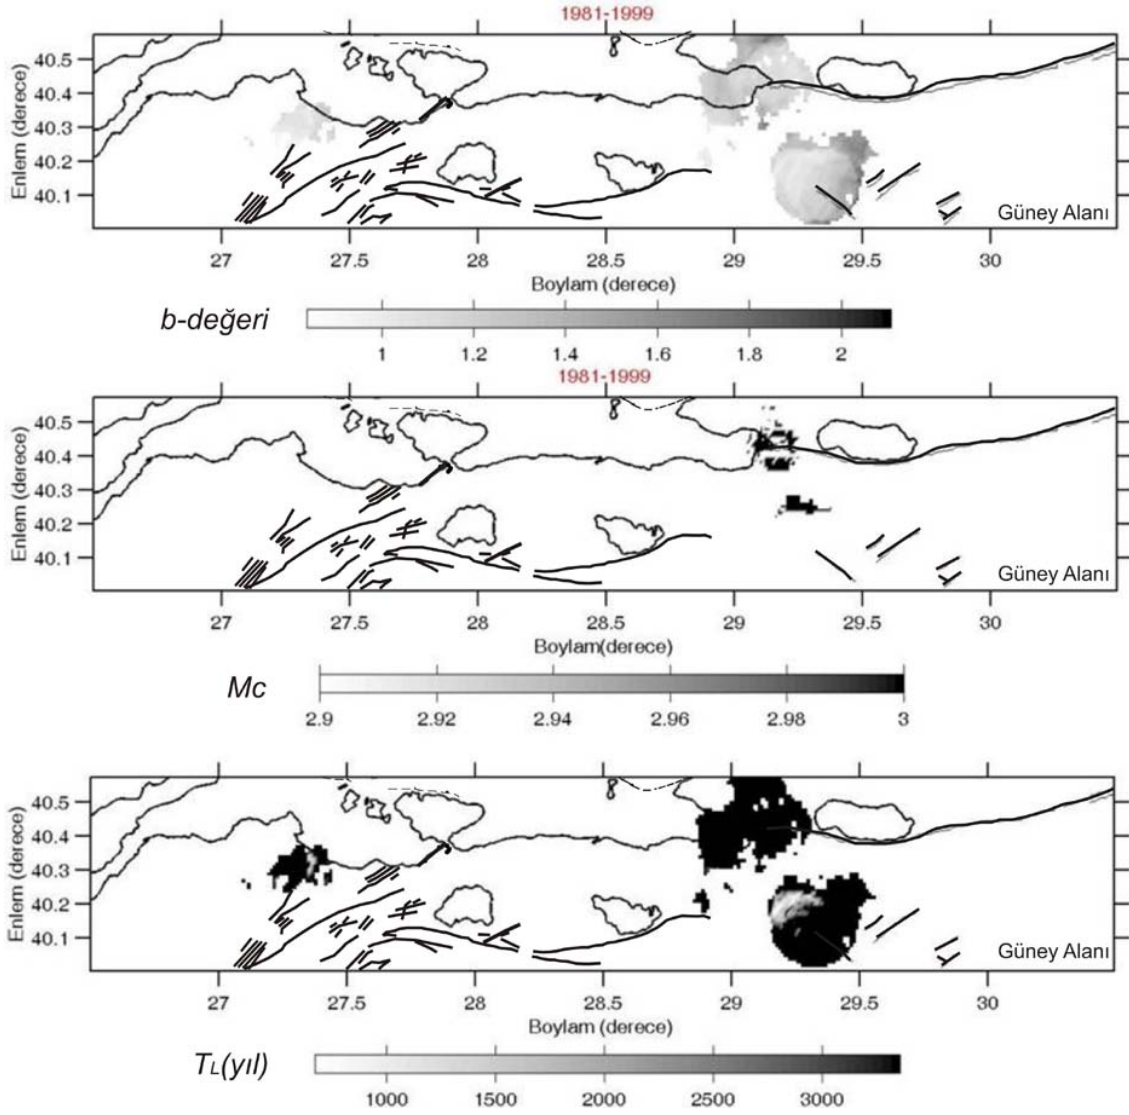 1981-1999
40.5
40.4
40.3
40.2
40.1
Enlem (derece)
Güney Alanı
27 27.5 28 28.5 29 29.5 30
Boylam (derece)
b-değeri
1 1.2 1.4 1.6 1.8 2
1981-1999
40.5
40.4
40.3
40.2
40.1
Enlem (derece)
Güney Alanı
27 27.5 28 28.5 29 29.5 30
Boylam(derece)
Mc
2.9 2.92 2.94 2.96 2.98 3
40.5
40.4
40.3
40.2
40.1
Enlem (derece)
Güney Alanı
27 27.5 28 28.5 29 29.5 30
Boylam (derece)
TL(yıl)
1000 1500 2000 2500 3000